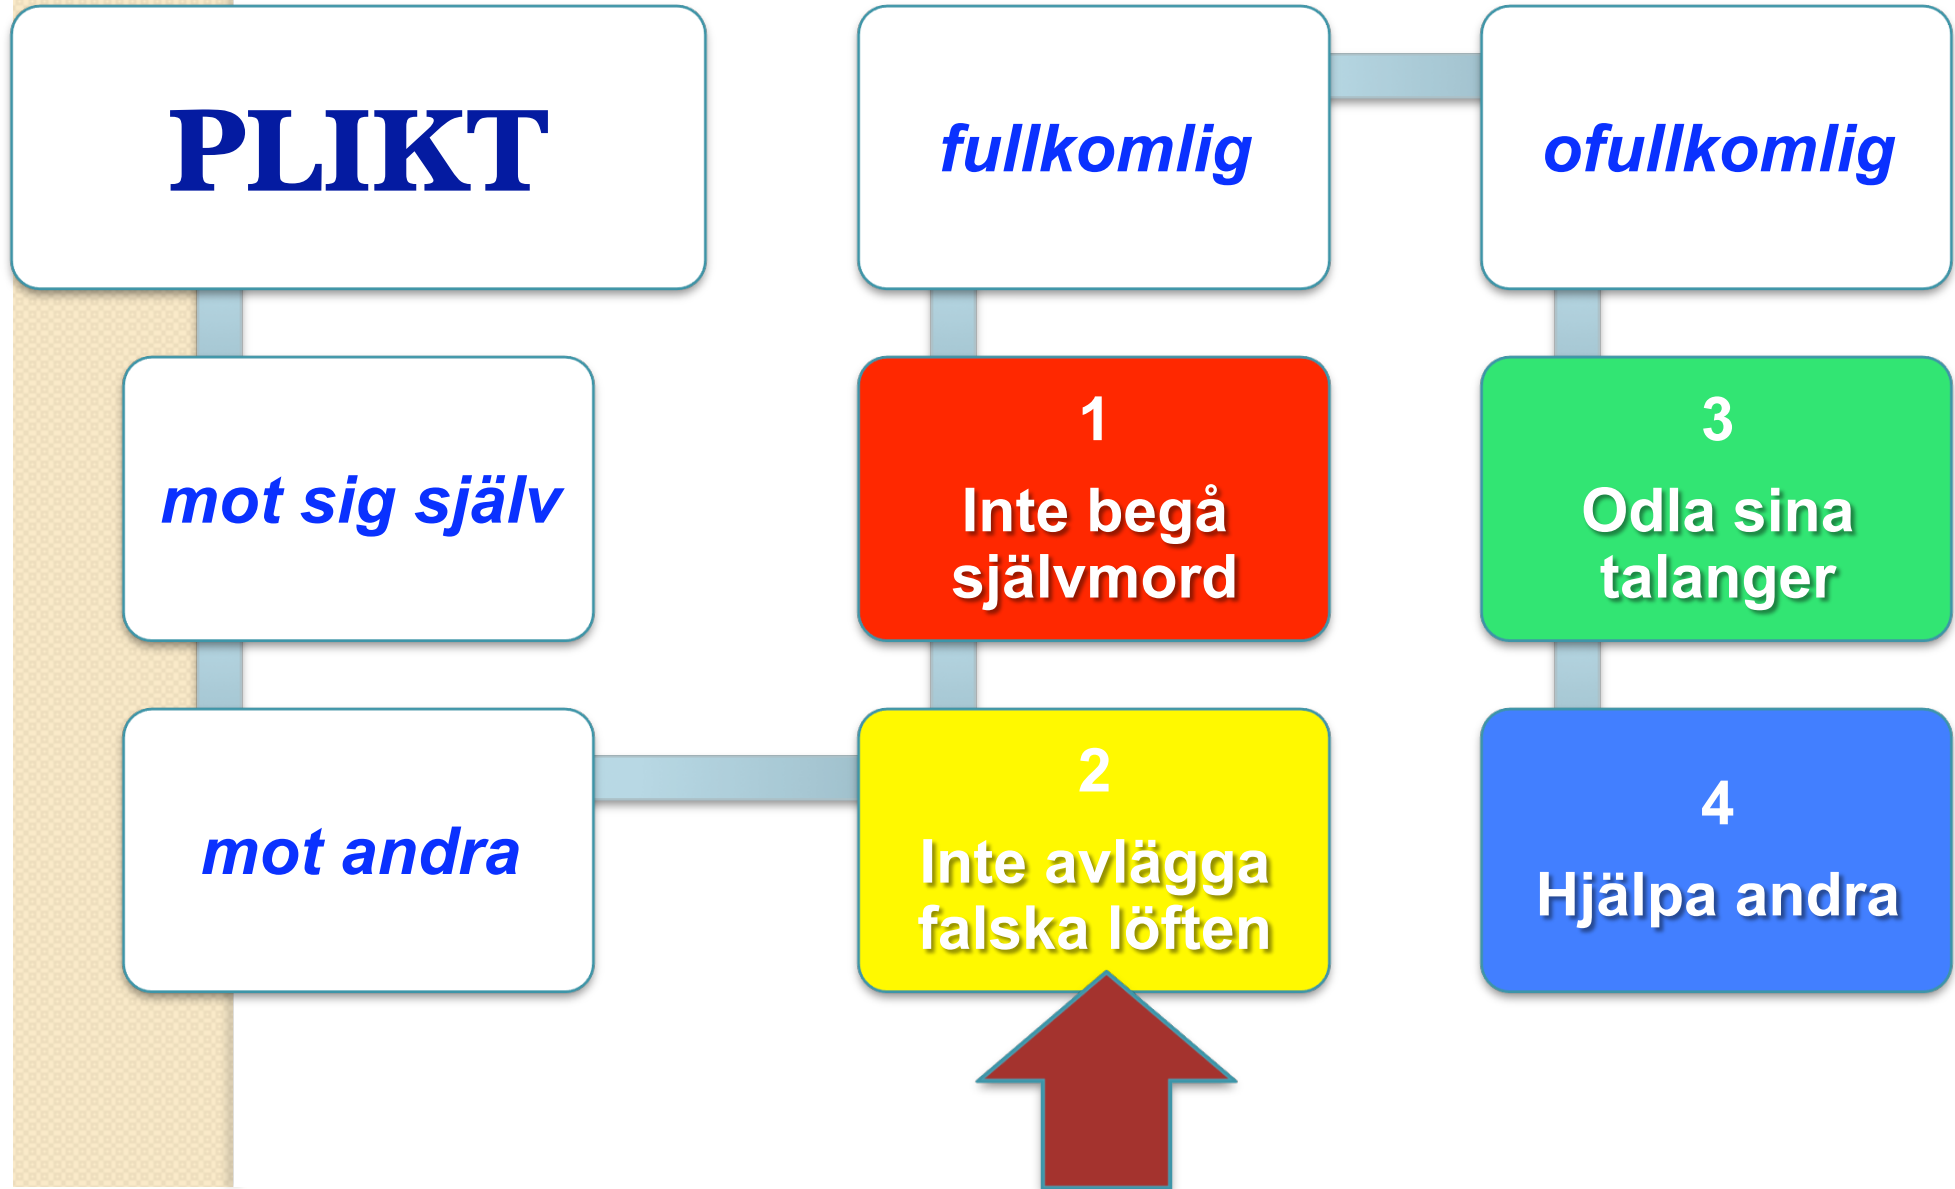 PLIKT
fullkomlig
ofullkomlig
mot sig själv
1
Inte begå
självmord
3
Odla sina
talanger
mot andra
2
Inte avlägga
falska löften
4
Hjälpa andra